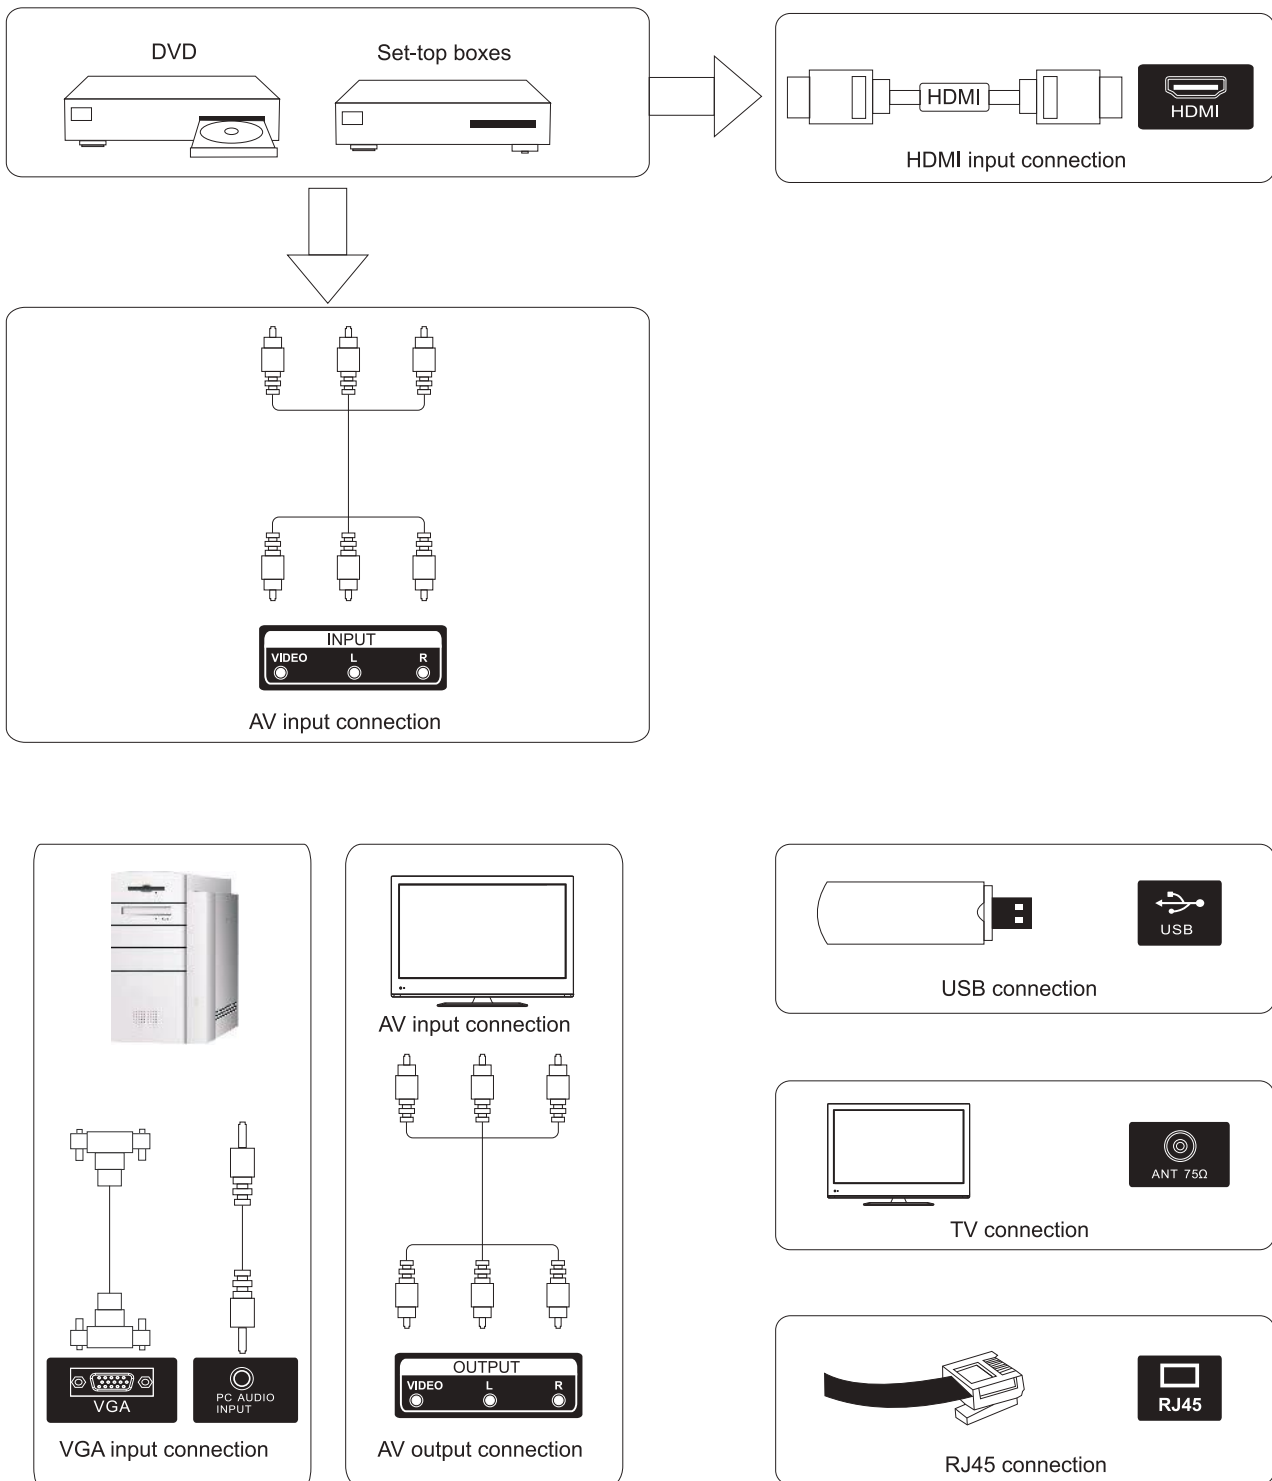 DVD
Set-top boxes
HDMI
HDMI
HDMI input connection
INPUT
VIDEO L R
AV input connection
VGA
PC AUDIO
INPUT
VGA input connection
AV input connection
OUTPUT
VIDEO L R
AV output connection
USB
USB connection
ANT 75Ω
TV connection
RJ45
RJ45 connection